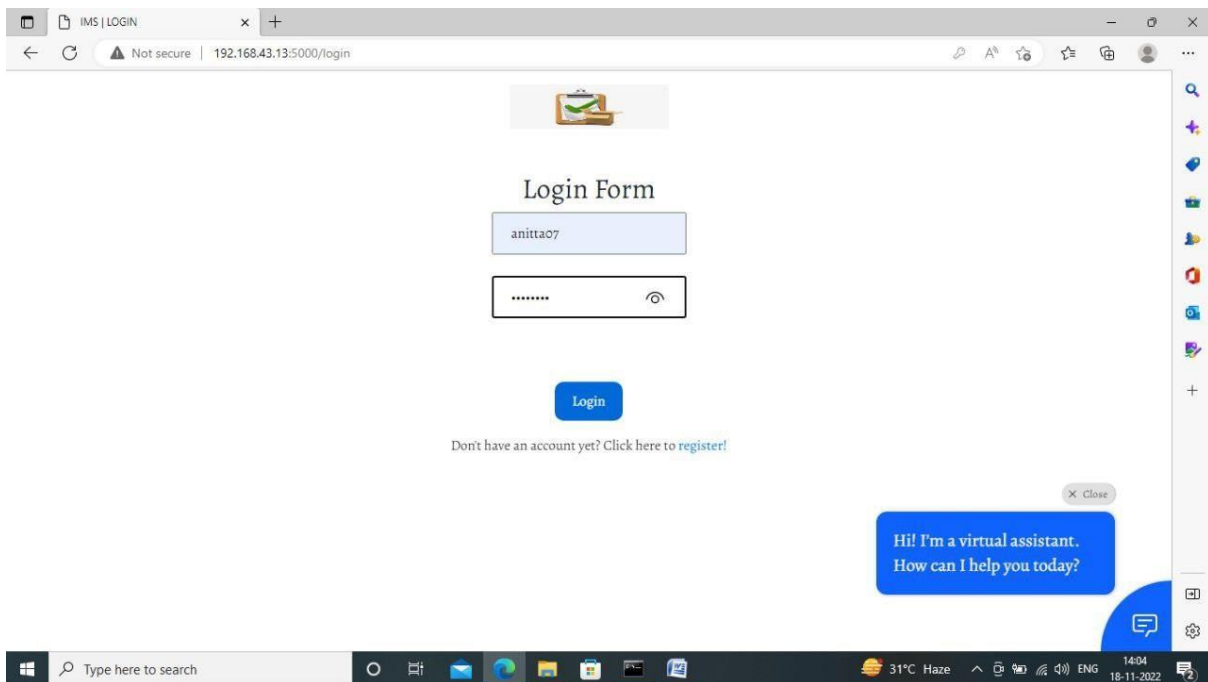 IMS | LOGIN
Not secure | 192.168.43.13:5000/login
Login Form
anitta07
••••••••
Login
Don't have an account yet? Click here to register!
× Close
Hi! I'm a virtual assistant.
How can I help you today?
Type here to search
31°C Haze
ENG
14:04
18-11-2022
2